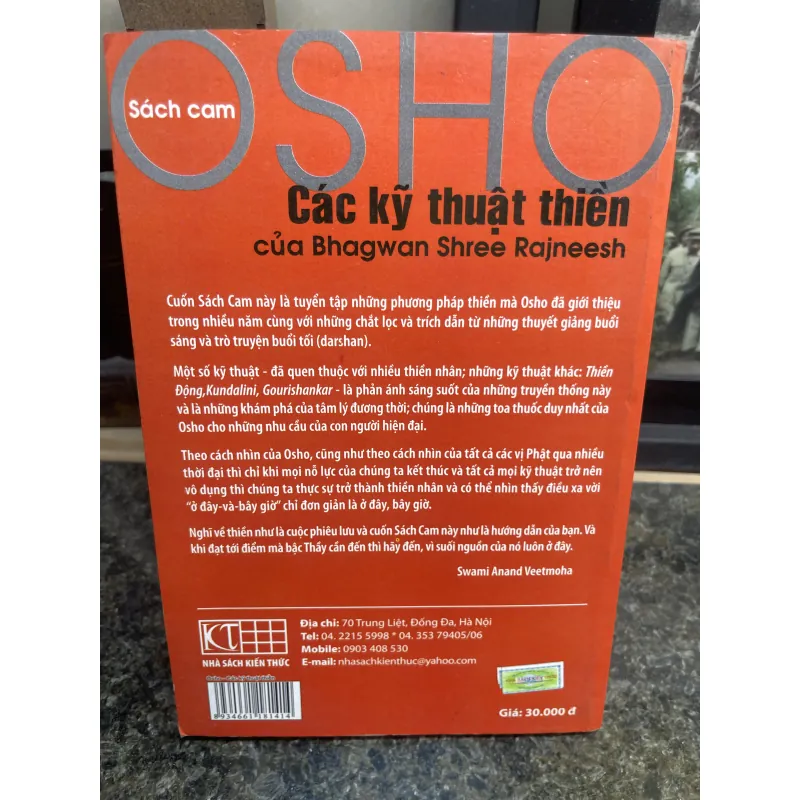 OSHO
Sách cam
Các kỹ thuật thiền
của Bhagwan Shree Rajneesh
Cuốn Sách Cam này là tuyển tập những phương pháp thiền mà Osho đã giới thiệu
trong nhiều năm cùng với những chắt lọc và trích dẫn từ những thuyết giảng buổi
sáng và trò truyện buổi tối (darshan).
Một số kỹ thuật - đã quen thuộc với nhiều thiền nhân; những kỹ thuật khác: Thiền
Động,Kundalini, Gourishankar - là phản ánh sáng suốt của những truyền thống này
và là những khám phá của tâm lý đương thời; chúng là những toa thuốc duy nhất của
Osho cho những nhu cầu của con người hiện đại.
Theo cách nhìn của Osho, cũng như theo cách nhìn của tất cả các vị Phật qua nhiều
thời đại thì chỉ khi mọi nỗ lực của chúng ta kết thúc và tất cả mọi kỹ thuật trở nên
vô dụng thì chúng ta thực sự trở thành thiền nhân và có thể nhìn thấy điều xa vời
"ở đây-và-bây giờ" chỉ đơn giản là ở đây, bây giờ.
Nghĩ về thiền như là cuộc phiêu lưu và cuốn Sách Cam này như là hướng dẫn của bạn. Và
khi đạt tới điểm mà bậc Thầy cần đến thì hãy đến, vì suối nguồn của nó luôn ở đây.
Swami Anand Veetmoha
KT
NHÀ SÁCH KIẾN THỨC
Địa chỉ: 70 Trung Liệt, Đống Đa, Hà Nội
Tel: 04. 2215 5998 * 04. 353 79405/06
Mobile: 0903 408 530
E-mail: nhasachkienthuc@yahoo.com
Osho - Các kỹ thuật thiền
8934661181414
Giá: 30.000 đ